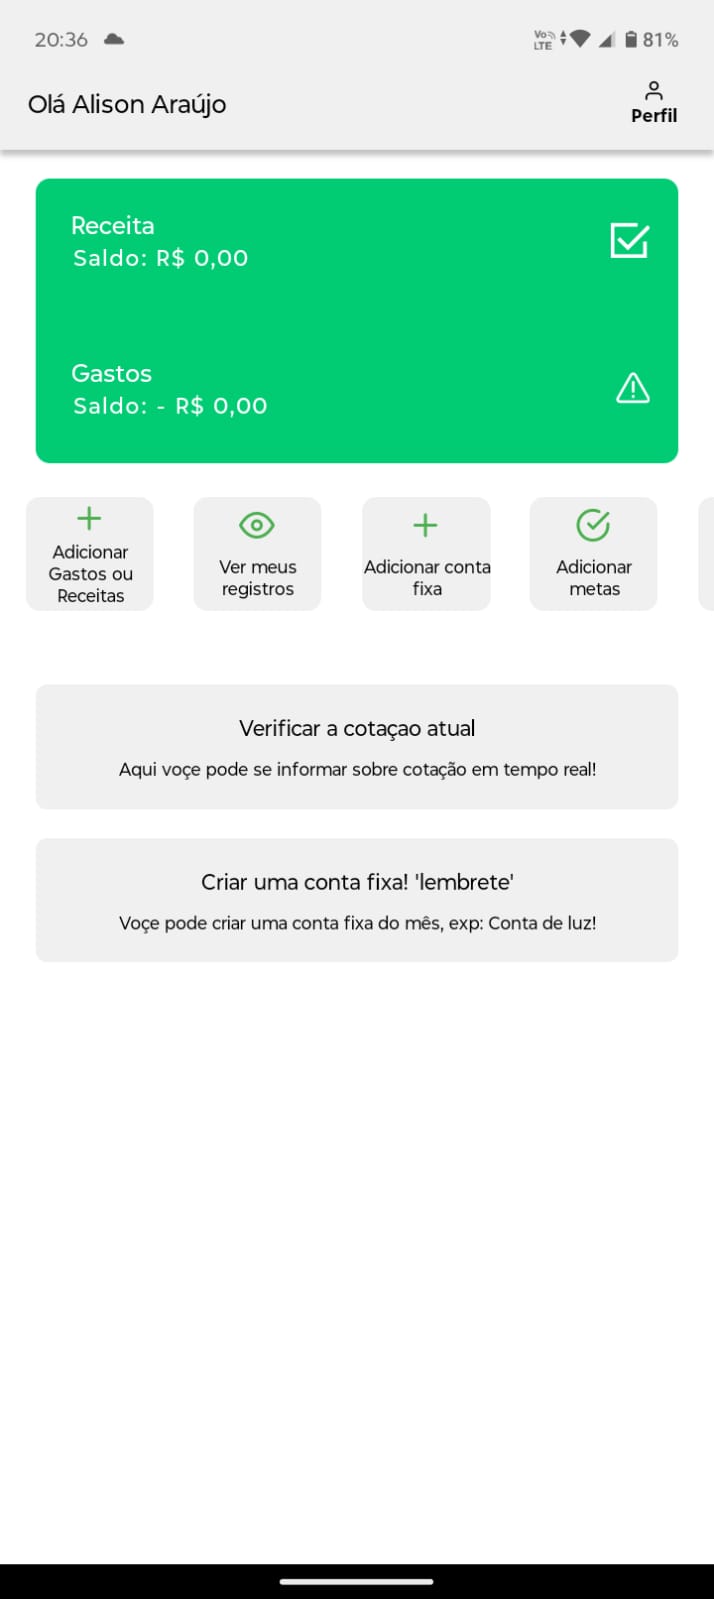 20:36
Vo LTE 81%
Olá Alison Araújo
Perfil
Receita
Saldo: R$ 0,00
Gastos
Saldo: - R$ 0,00
Adicionar
Gastos ou
Receitas
Ver meus
registros
Adicionar conta
fixa
Adicionar
metas
Verificar a cotaçao atual
Aqui voçe pode se informar sobre cotação em tempo real!
Criar uma conta fixa! 'lembrete'
Voçe pode criar uma conta fixa do mês, exp: Conta de luz!